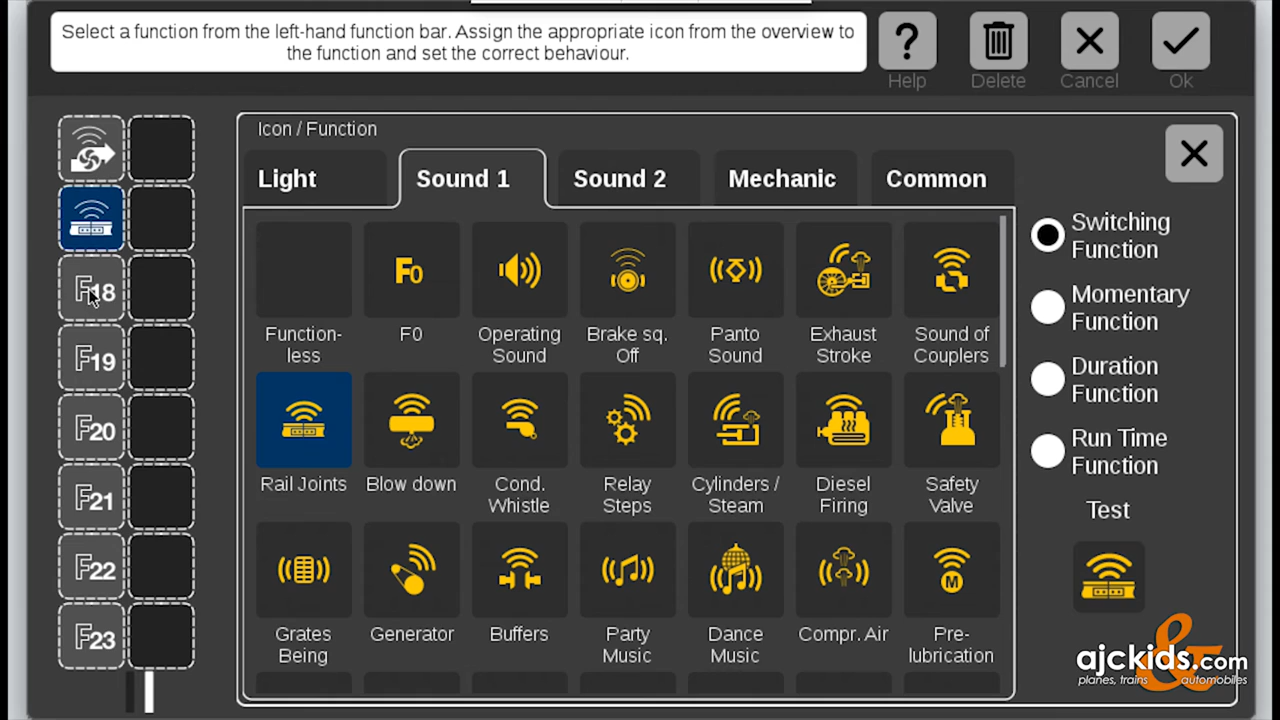 Select a function from the left-hand function bar. Assign the appropriate icon from the overview to
the function and set the correct behaviour.
?
Help
Delete
Cancel
Ok
Icon / Function
Light
Sound 1
Sound 2
Mechanic
Common
F18
F19
F20
F21
F22
F23
F0
Function-
less
F0
Operating
Sound
Brake sq.
Off
Panto
Sound
Exhaust
Stroke
Sound of
Couplers
Rail Joints
Blow down
Cond.
Whistle
Relay
Steps
Cylinders /
Steam
Diesel
Firing
Safety
Valve
M
Grates
Being
Generator
Buffers
Party
Music
Dance
Music
Compr. Air
Pre-
lubrication
Switching
Function
Momentary
Function
Duration
Function
Run Time
Function
Test
&
ajckids.com
planes, trains automobiles